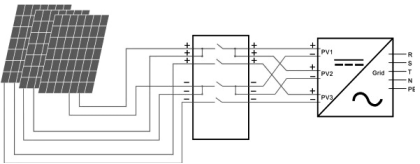 + +
+ +
+ +
− −
− −
− −
+ PV1
−
+ PV2
−
+ PV3
−
Grid
R
S
T
N
PE